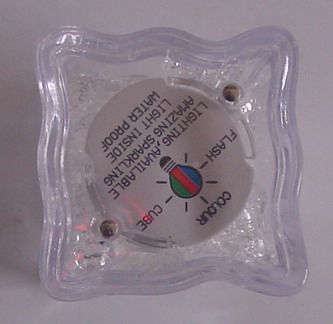 FLASH
COLOUR
CUBE
LIGHTING,AVAILABLE
AMAZING SPARKLING
LIGHT INSIDE
WATER PROOF